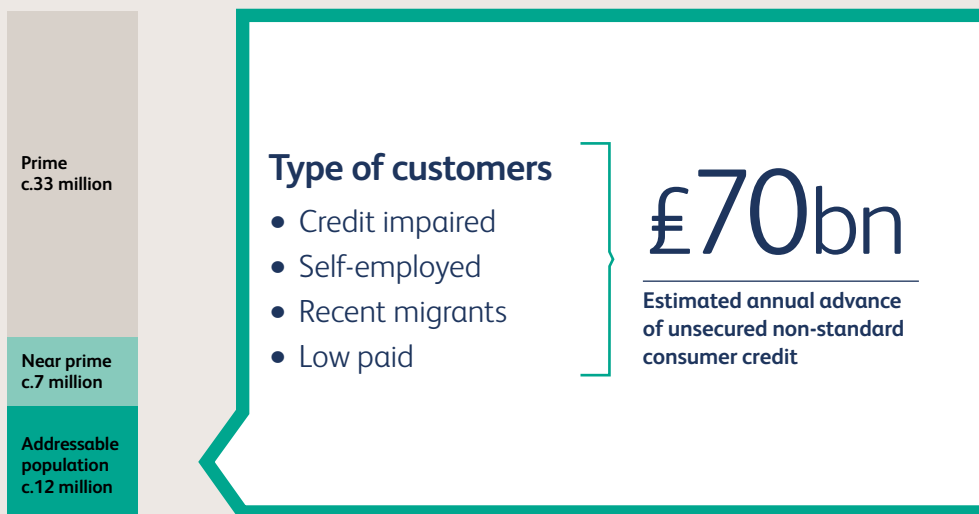 Prime
c.33 million
Near prime
c.7 million
Addressable
population
c.12 million
Type of customers
• Credit impaired
• Self-employed
• Recent migrants
• Low paid
£70bn
Estimated annual advance
of unsecured non-standard
consumer credit